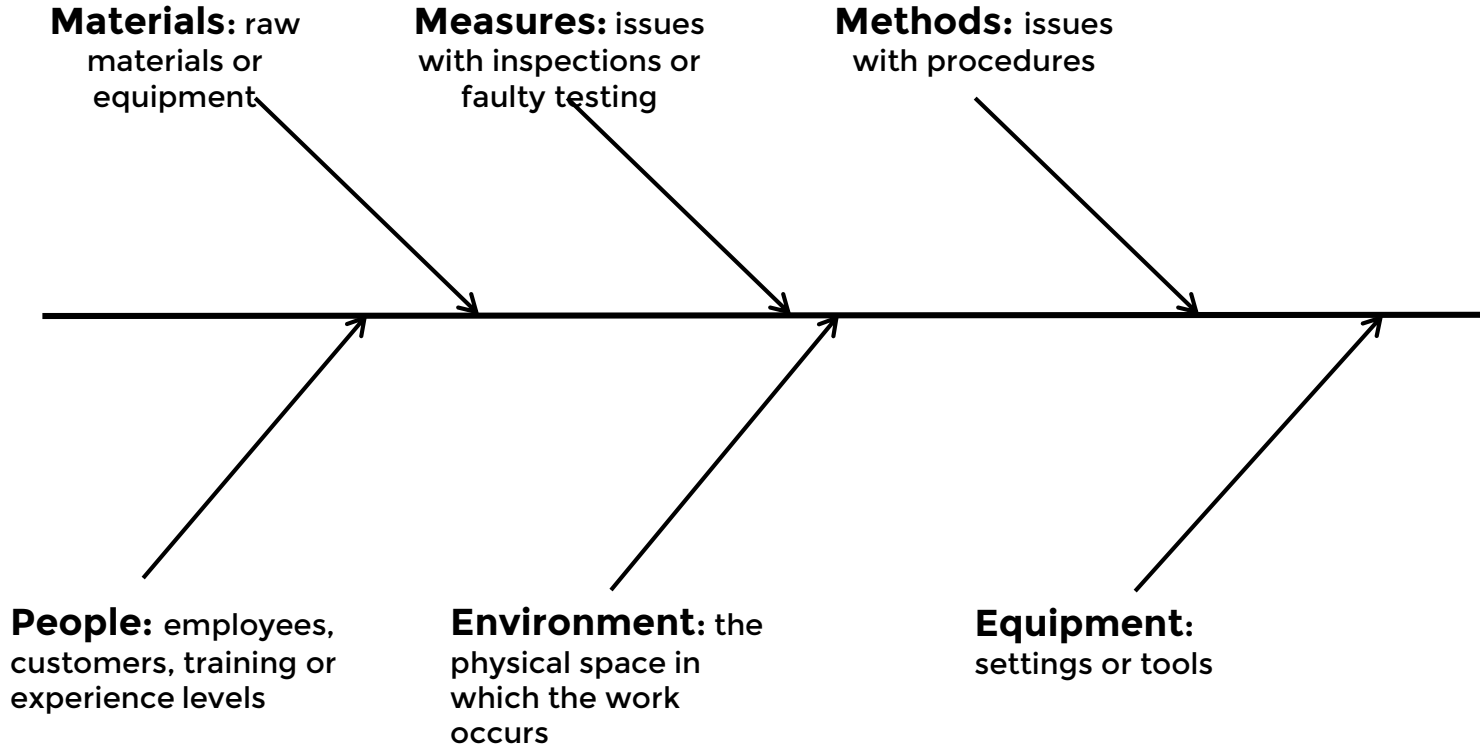 Materials: raw
materials or
equipment
Measures: issues
with inspections or
faulty testing
Methods: issues
with procedures
People: employees,
customers, training or
experience levels
Environment: the
physical space in
which the work
occurs
Equipment:
settings or tools